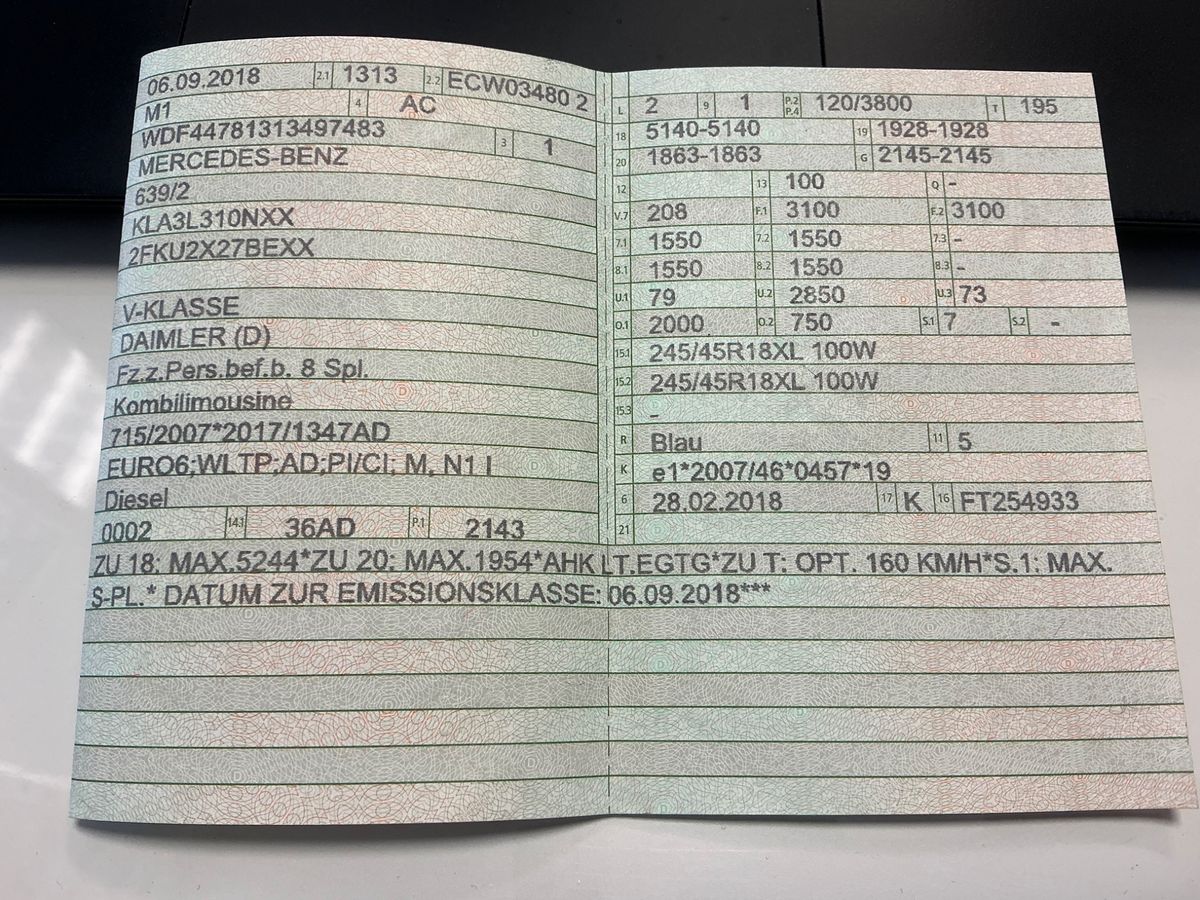 06.09.2018 2.1 1313 2.2 ECW03480 2
M1 4 AC
WDF44781313497483 3 1
MERCEDES-BENZ
639/2
KLA3L310NXX
2FKU2X27BEXX
V-KLASSE
DAIMLER (D)
Fz.z.Pers.bef.b. 8 Spl.
Kombilimousine
715/2007*2017/1347AD
EURO6;WLTP;AD;PI/CI; M, N1 I
Diesel
0002 14.1 36AD P.1 2143
L 2 9 1 P.2 P.4 120/3800 T 195
18 5140-5140 19 1928-1928
20 1863-1863 G 2145-2145
12 13 100 Q -
V.7 208 F.1 3100 F.2 3100
7.1 1550 7.2 1550 7.3 -
8.1 1550 8.2 1550 8.3 -
U.1 79 U.2 2850 U.3 73
O.1 2000 O.2 750 S.1 7 S.2 -
15.1 245/45R18XL 100W
15.2 245/45R18XL 100W
15.3 -
R Blau 11 5
K e1*2007/46*0457*19
6 28.02.2018 17 K 16 FT254933
21
ZU 18: MAX.5244*ZU 20: MAX.1954*AHK LT.EGTG*ZU T: OPT. 160 KM/H*S.1: MAX.
S-PL.* DATUM ZUR EMISSIONSKLASSE: 06.09.2018***